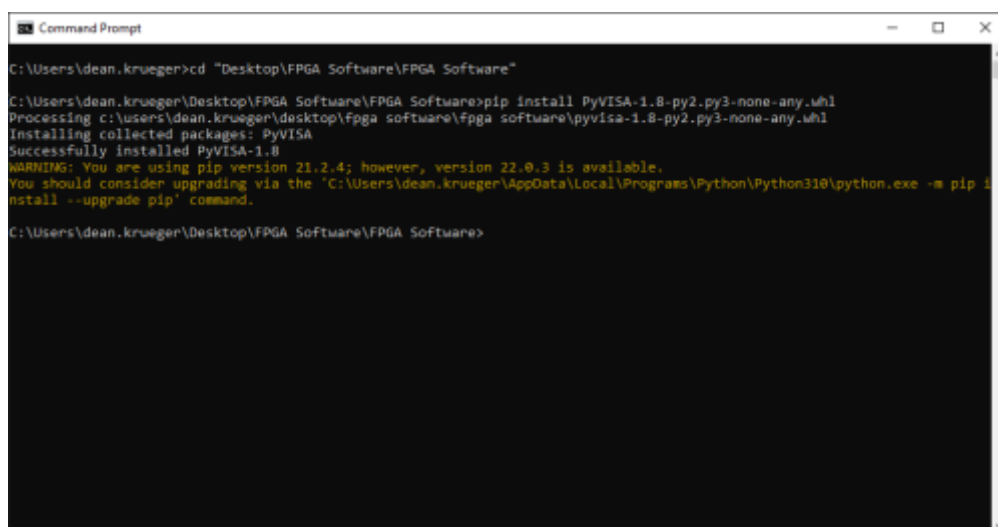 Command Prompt
C:\Users\dean.krueger>cd "Desktop\FPGA Software\FPGA Software"
C:\Users\dean.krueger\Desktop\FPGA Software\FPGA Software>pip install PyVISA-1.8-py2.py3-none-any.whl
Processing c:\users\dean.krueger\desktop\fpga software\fpga software\pyvisa-1.8-py2.py3-none-any.whl
Installing collected packages: PyVISA
Successfully installed PyVISA-1.8
WARNING: You are using pip version 21.2.4; however, version 22.0.3 is available.
You should consider upgrading via the 'C:\Users\dean.krueger\AppData\Local\Programs\Python\Python310\python.exe -m pip i
nstall --upgrade pip' command.
C:\Users\dean.krueger\Desktop\FPGA Software\FPGA Software>